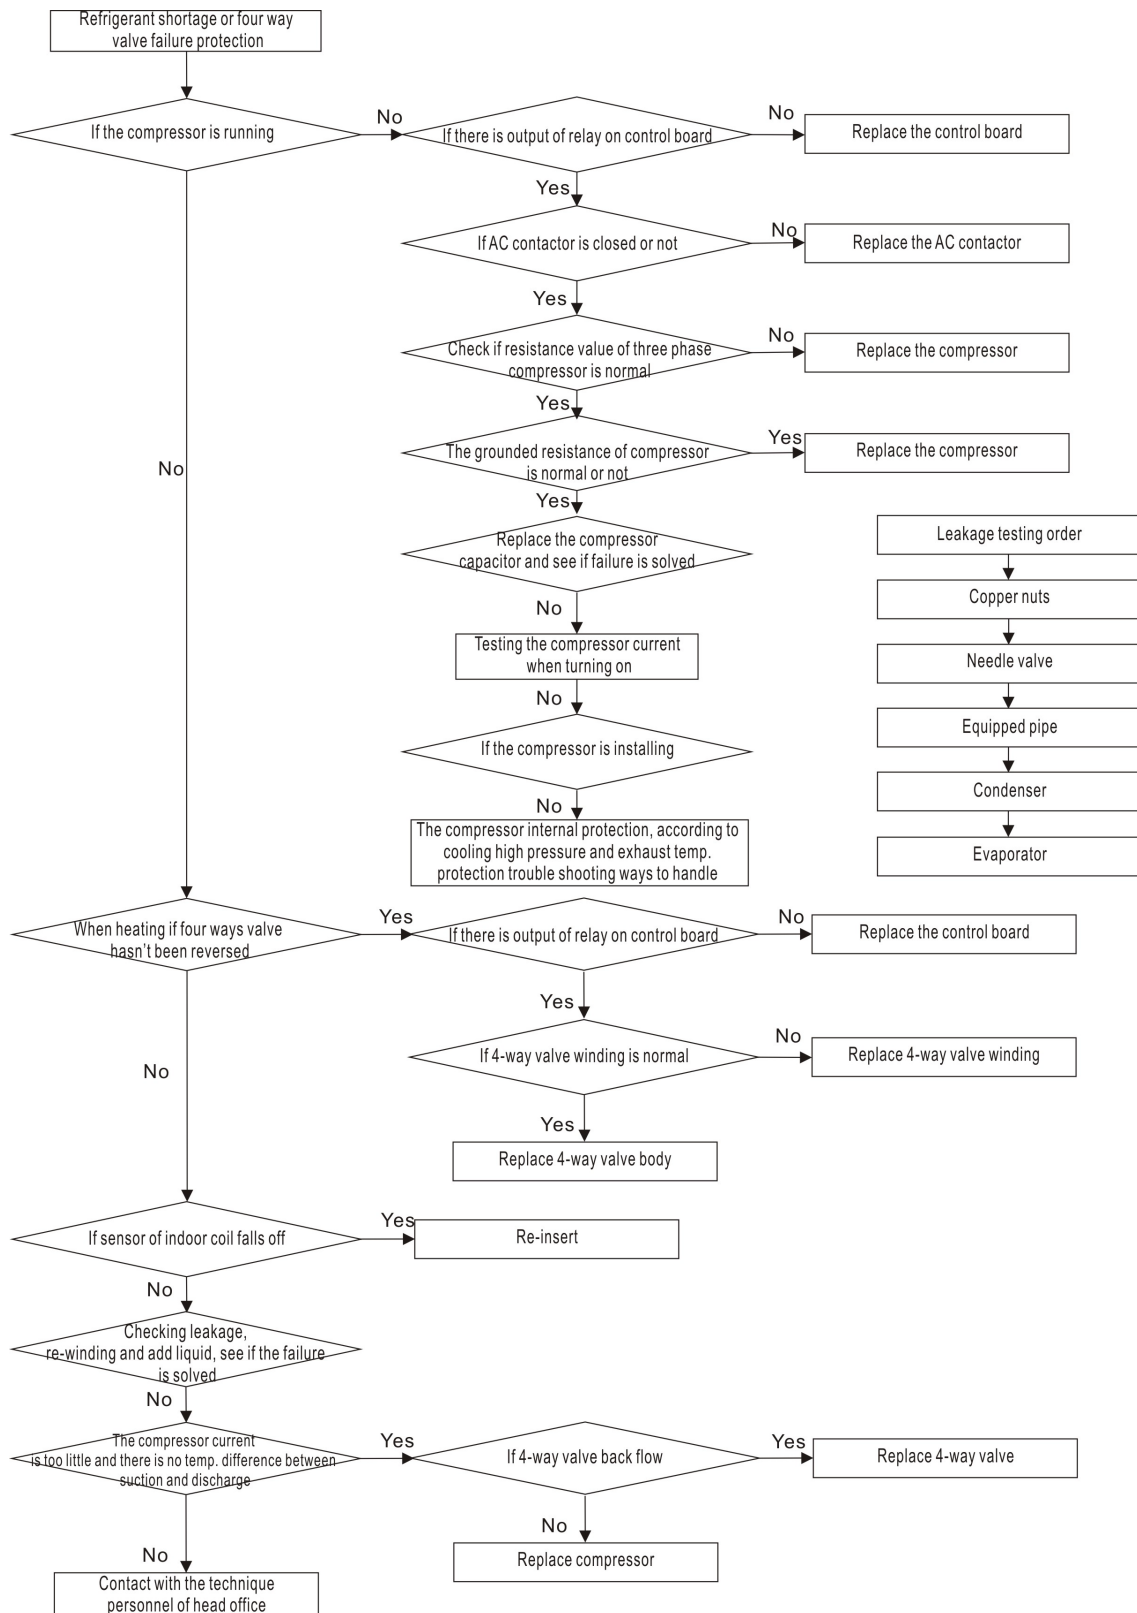 Refrigerant shortage or four way
valve failure protection
If the compressor is running
No
If there is output of relay on control board
No
Replace the control board
Yes
If AC contactor is closed or not
No
Replace the AC contactor
Yes
Check if resistance value of three phase
compressor is normal
No
Replace the compressor
Yes
The grounded resistance of compressor
is normal or not
Yes
Replace the compressor
No
Yes
Replace the compressor
capacitor and see if failure is solved
No
Testing the compressor current
when turning on
No
If the compressor is installing
No
The compressor internal protection, according to
cooling high pressure and exhaust temp.
protection trouble shooting ways to handle
Leakage testing order
Copper nuts
Needle valve
Equipped pipe
Condenser
Evaporator
When heating if four ways valve
hasn't been reversed
Yes
If there is output of relay on control board
No
Replace the control board
Yes
If 4-way valve winding is normal
No
Replace 4-way valve winding
No
Yes
Replace 4-way valve body
If sensor of indoor coil falls off
Yes
Re-insert
No
Checking leakage,
re-winding and add liquid, see if the failure
is solved
No
The compressor current
is too little and there is no temp. difference between
suction and discharge
Yes
If 4-way valve back flow
Yes
Replace 4-way valve
No
Replace compressor
No
Contact with the technique
personnel of head office